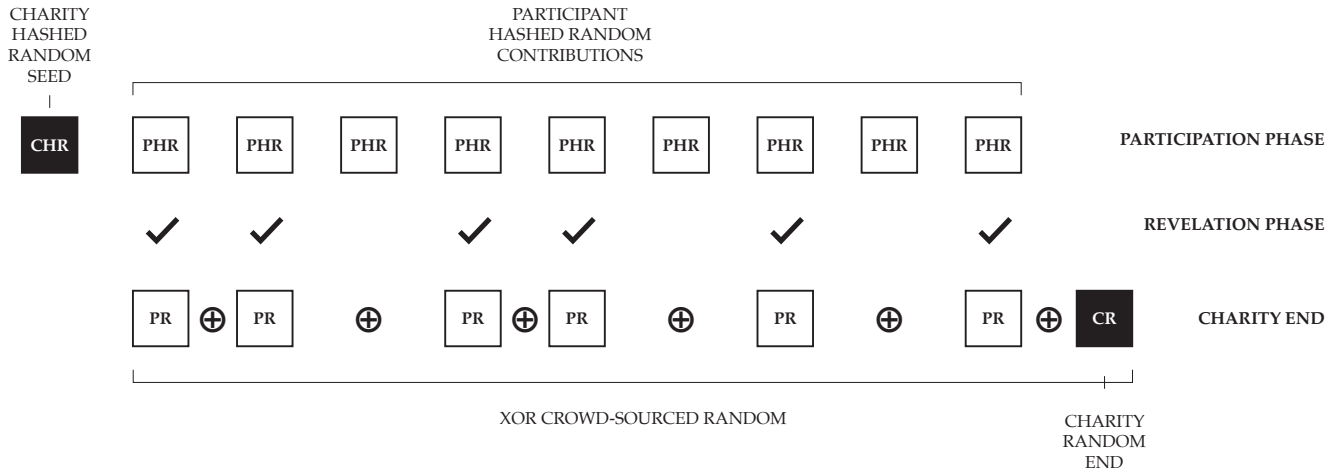 CHARITY
HASHED
RANDOM
SEED
PARTICIPANT
HASHED RANDOM
CONTRIBUTIONS
CHR PHR PHR PHR PHR PHR PHR PHR PHR PHR PARTICIPATION PHASE
REVELATION PHASE
PR ⊕ PR ⊕ PR ⊕ PR ⊕ PR ⊕ PR ⊕ CR CHARITY END
XOR CROWD-SOURCED RANDOM
CHARITY
RANDOM
END